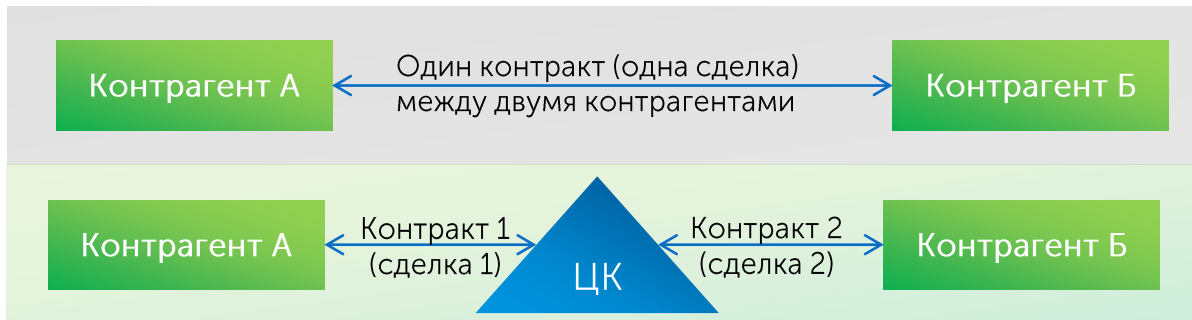 Контрагент А
Один контракт (одна сделка)
между двумя контрагентами
Контрагент Б
Контрагент А
Контракт 1
(сделка 1)
ЦК
Контракт 2
(сделка 2)
Контрагент Б